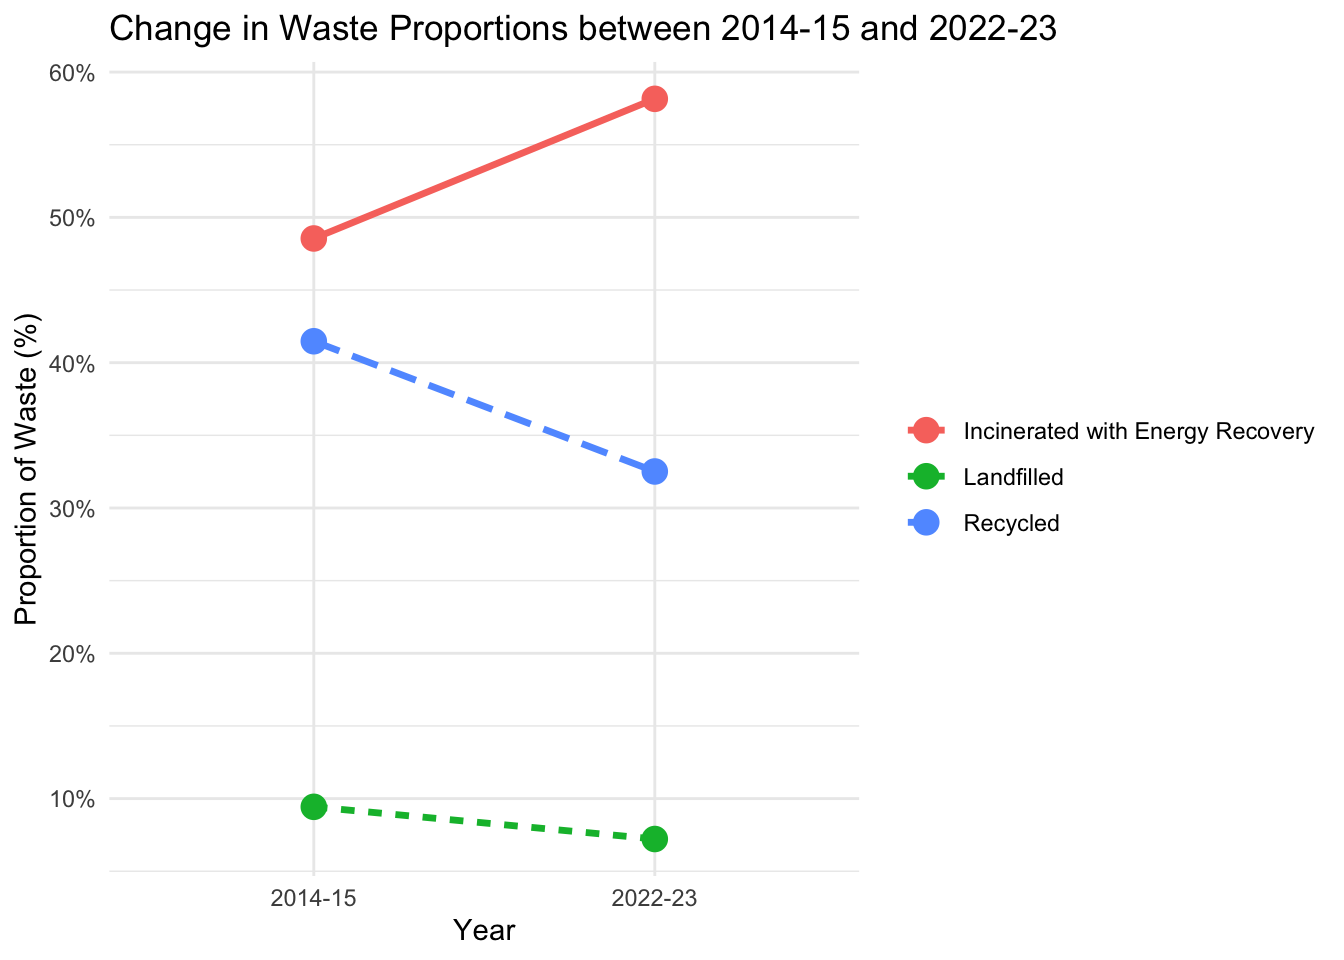 Change in Waste Proportions between 2014-15 and 2022-23
60%
50%
40%
30%
20%
10%
Proportion of Waste (%)
2014-15
2022-23
Year
Incinerated with Energy Recovery
Landfilled
Recycled